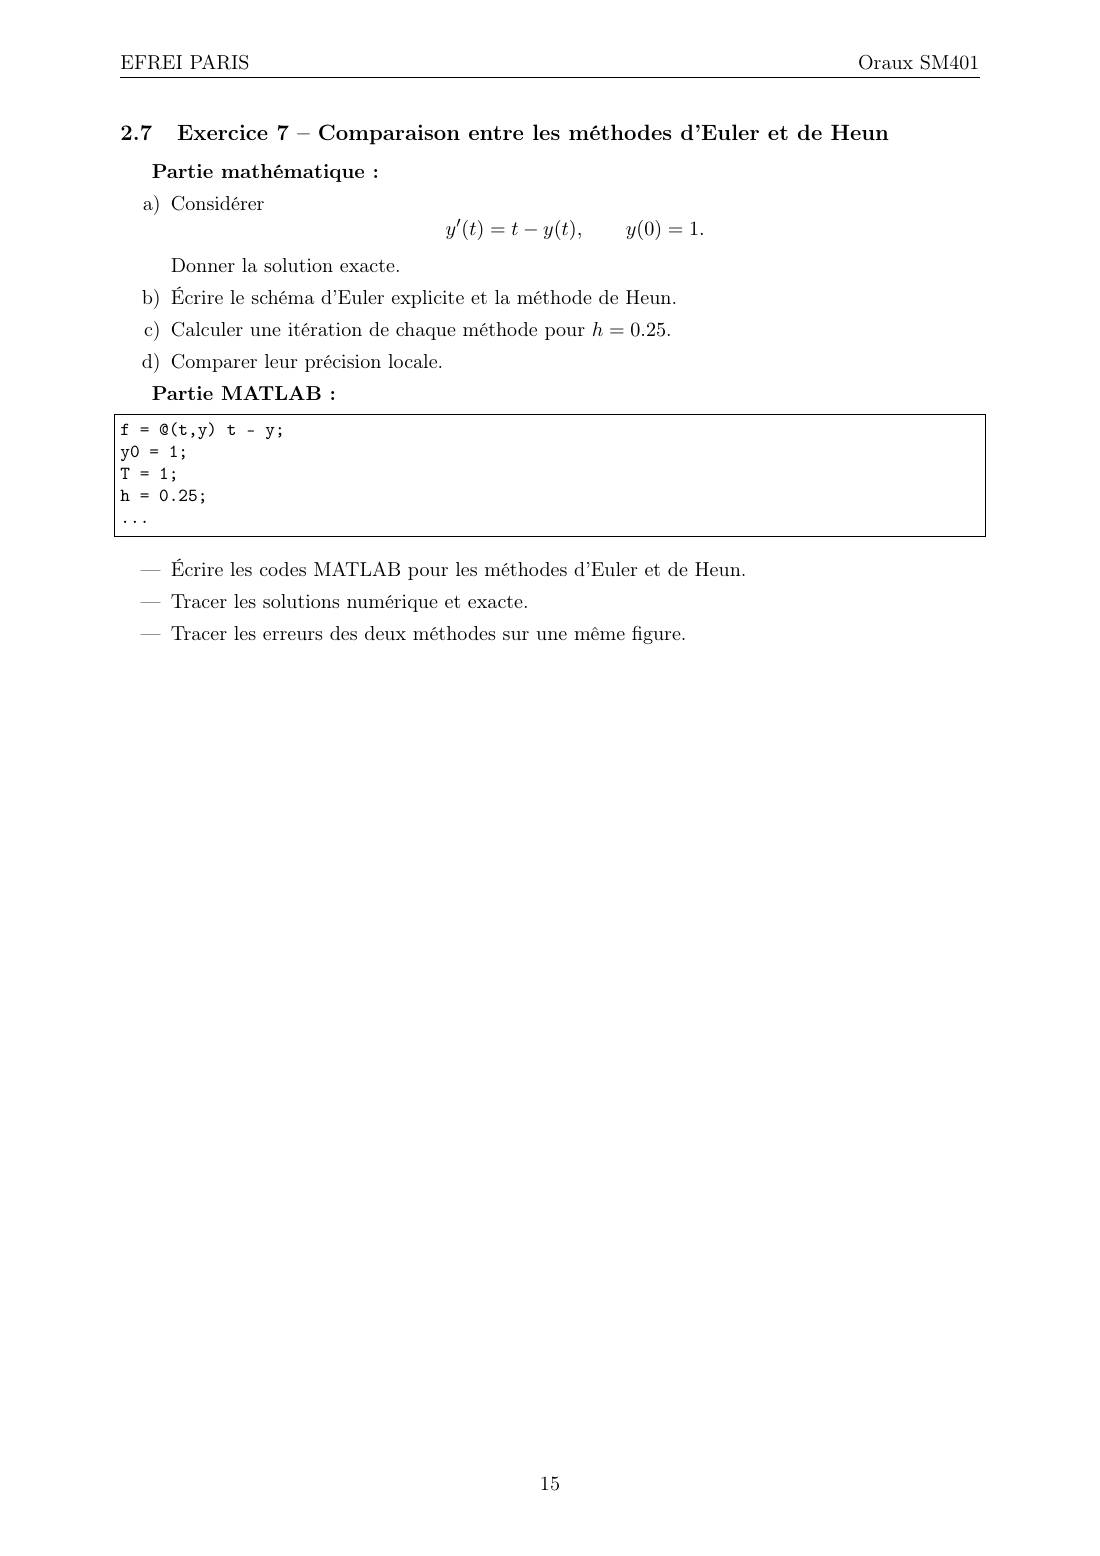 EFREI PARIS Oraux SM401
2.7 Exercice 7 – Comparaison entre les méthodes d'Euler et de Heun
Partie mathématique :
a) Considérer
y′(t) = t − y(t), y(0) = 1.
Donner la solution exacte.
b) Écrire le schéma d'Euler explicite et la méthode de Heun.
c) Calculer une itération de chaque méthode pour h = 0.25.
d) Comparer leur précision locale.
Partie MATLAB :
f = @(t,y) t - y;
y0 = 1;
T = 1;
h = 0.25;
...
— Écrire les codes MATLAB pour les méthodes d'Euler et de Heun.
— Tracer les solutions numérique et exacte.
— Tracer les erreurs des deux méthodes sur une même figure.
15